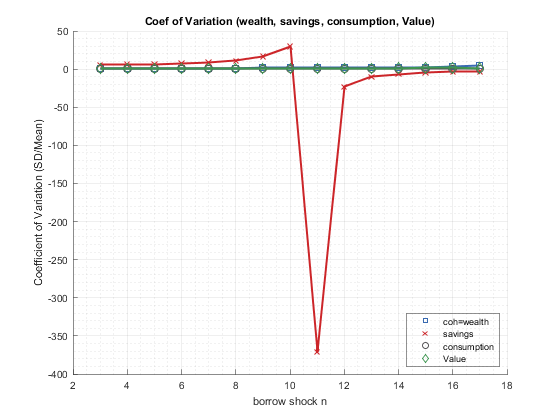 Coef of Variation (wealth, savings, consumption, Value)
50
0
-50
-100
-150
-200
-250
-300
-350
-400
Coefficient of Variation (SD/Mean)
2
4
6
8
10
12
14
16
18
borrow shock n
coh=wealth
savings
consumption
Value